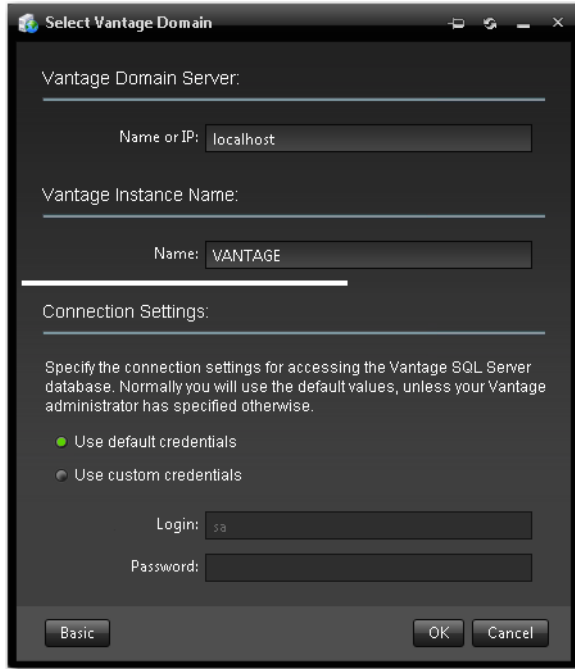 Select Vantage Domain
Vantage Domain Server:
Name or IP: localhost
Vantage Instance Name:
Name: VANTAGE
Connection Settings:
Specify the connection settings for accessing the Vantage SQL Server
database. Normally you will use the default values, unless your Vantage
administrator has specified otherwise.
Use default credentials
Use custom credentials
Login: sa
Password:
Basic OK Cancel